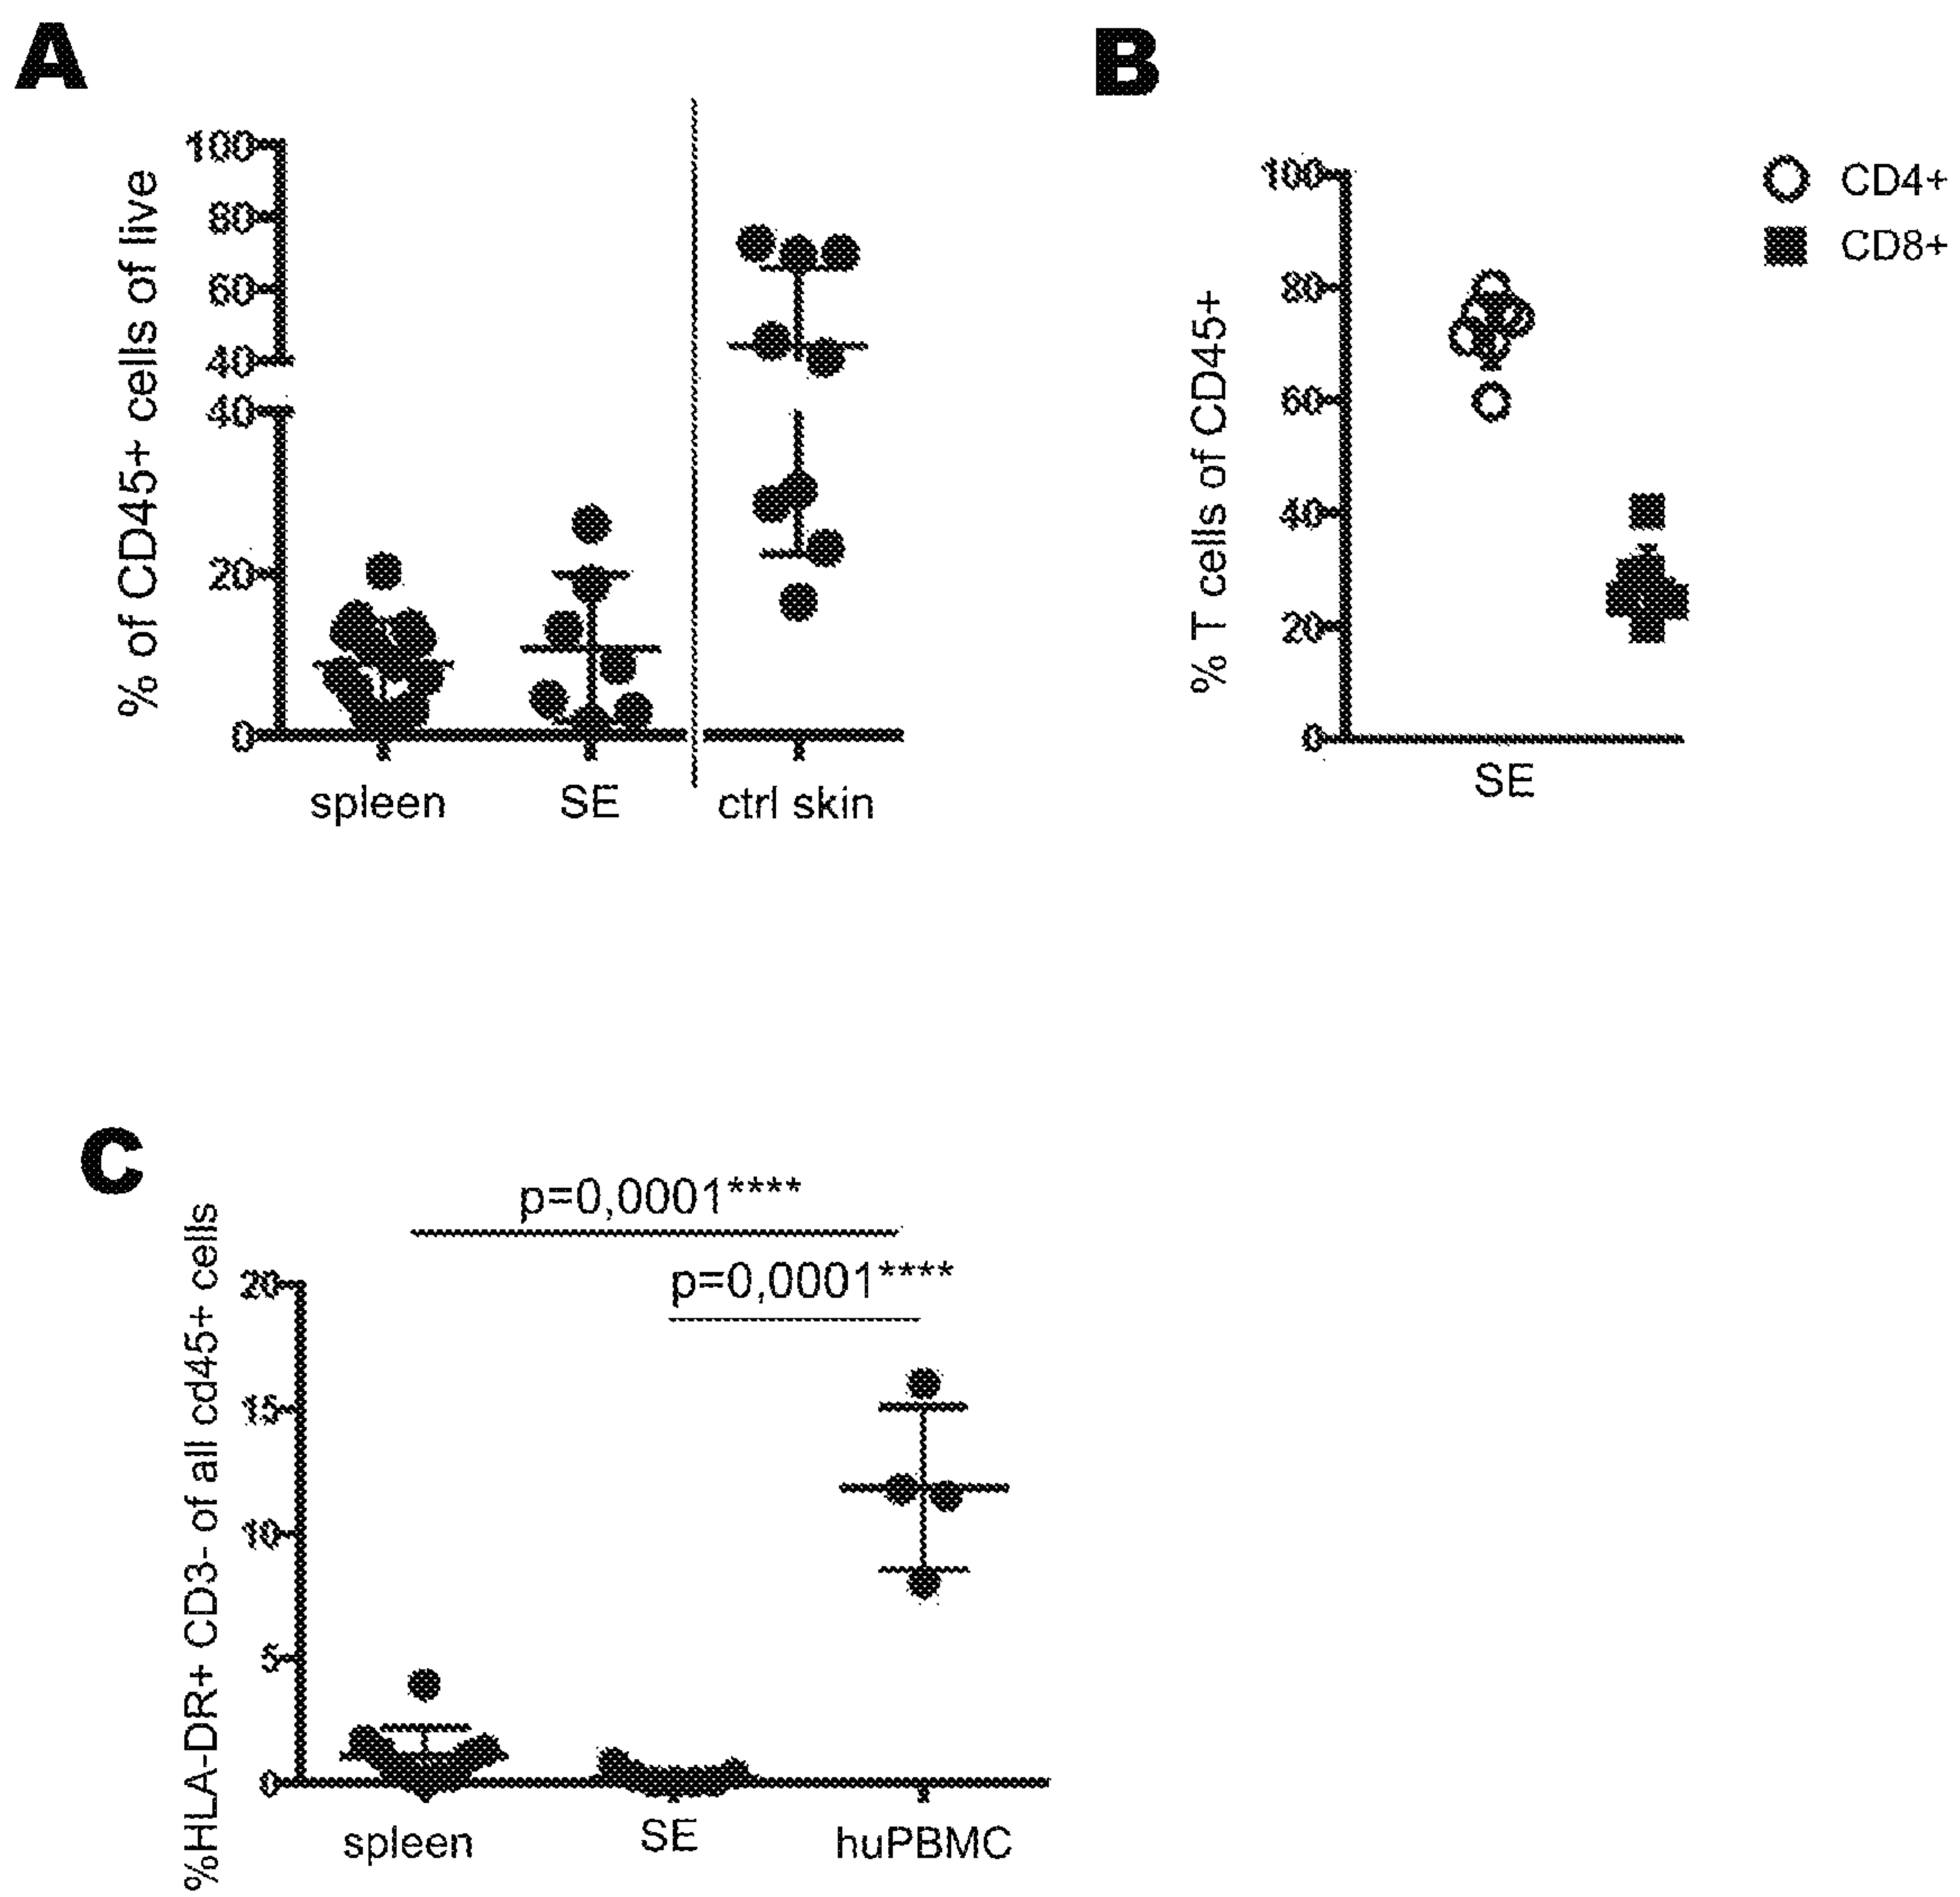 A
% of CD45+ cells of live
100
80
60
40
40
20
0
spleen
SE
ctrl skin
B
% T cells of CD45+
100
80
60
40
20
0
SE
CD4+
CD8+
C
%HLA-DR+ CD3- of all cd45+ cells
p=0,0001****
p=0,0001****
20
15
10
5
0
spleen
SE
huPBMC